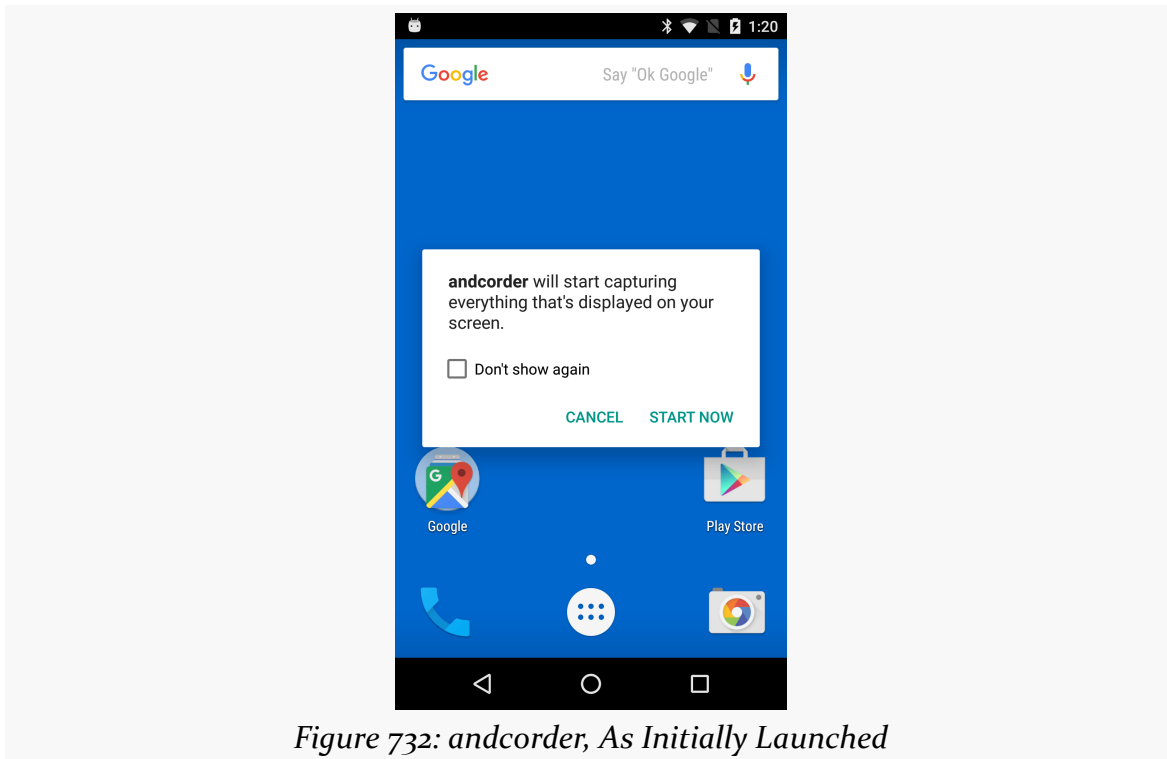 1:20
Google
Say "Ok Google"
andcorder will start capturing
everything that's displayed on your
screen.
Don't show again
CANCEL START NOW
G
Google
Play Store
Figure 732: andcorder, As Initially Launched